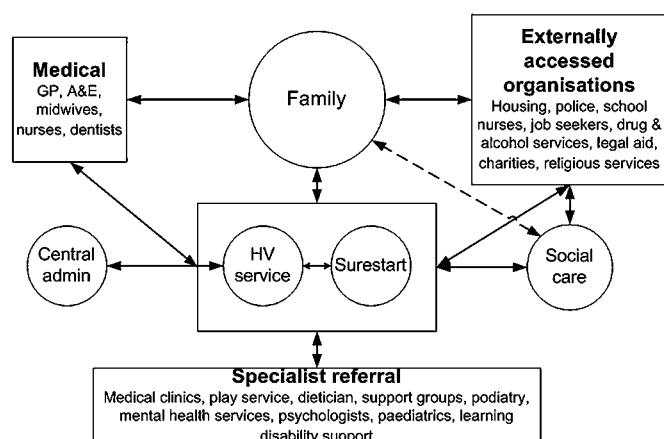 Medical
GP, A&E,
midwives,
nurses, dentists
Family
Externally
accessed
organisations
Housing, police, school
nurses, job seekers, drug &
alcohol services, legal aid,
charities, religious services
Central
admin
HV
service
Surestart
Social
care
Specialist referral
Medical clinics, play service, dietician, support groups, podiatry,
mental health services, psychologists, paediatrics, learning
disability support